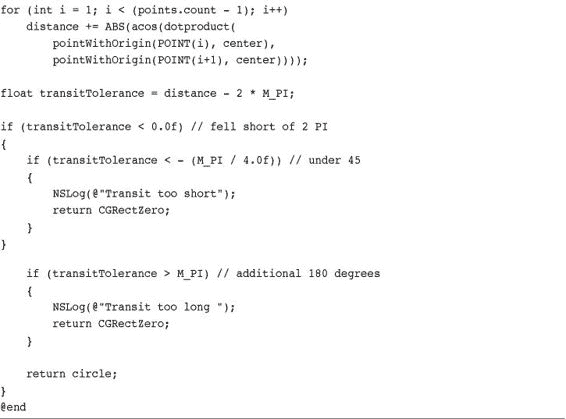 for (int i = 1; i < (points.count - 1); i++)
    distance += ABS(acos(dotproduct(
        pointWithOrigin(POINT(i), center),
        pointWithOrigin(POINT(i+1), center))));

float transitTolerance = distance - 2 * M_PI;

if (transitTolerance < 0.0f) // fell short of 2 PI
{
    if (transitTolerance < - (M_PI / 4.0f)) // under 45
    {
        NSLog(@"Transit too short");
        return CGRectZero;
    }
}

    if (transitTolerance > M_PI) // additional 180 degrees
    {
        NSLog(@"Transit too long ");
        return CGRectZero;
    }

    return circle;
}
@end